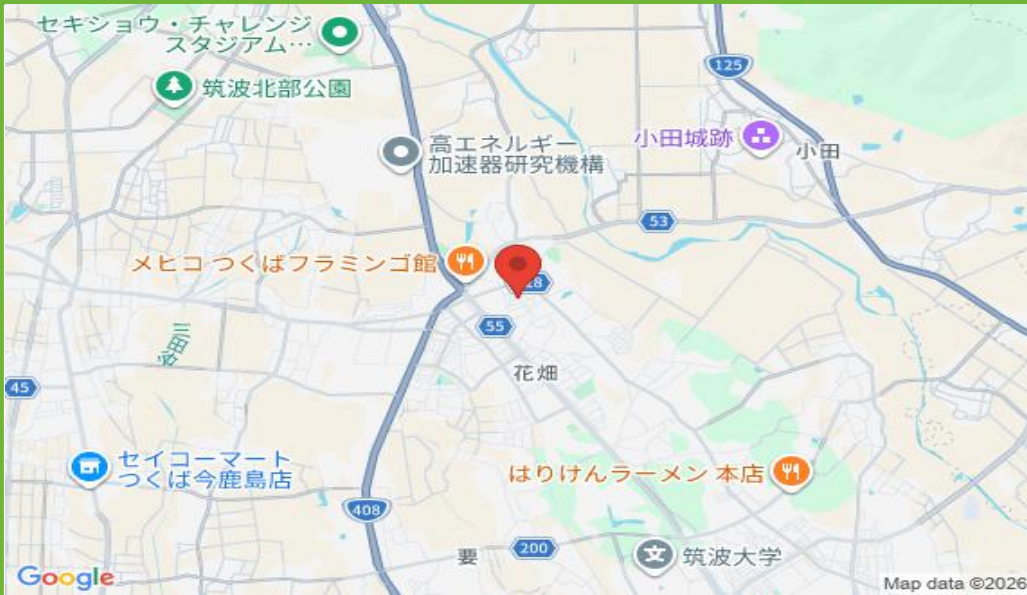 セキショウ・チャレンジ
スタジアム…
筑波北部公園
125
高エネルギー
加速器研究機構
小田城跡
小田
53
メヒコ つくばフラミンゴ館
28
55
三田谷
花畑
45
セイコーマート
つくば今鹿島店
はりけんラーメン 本店
408
要
200
筑波大学
Google
Map data ©2026